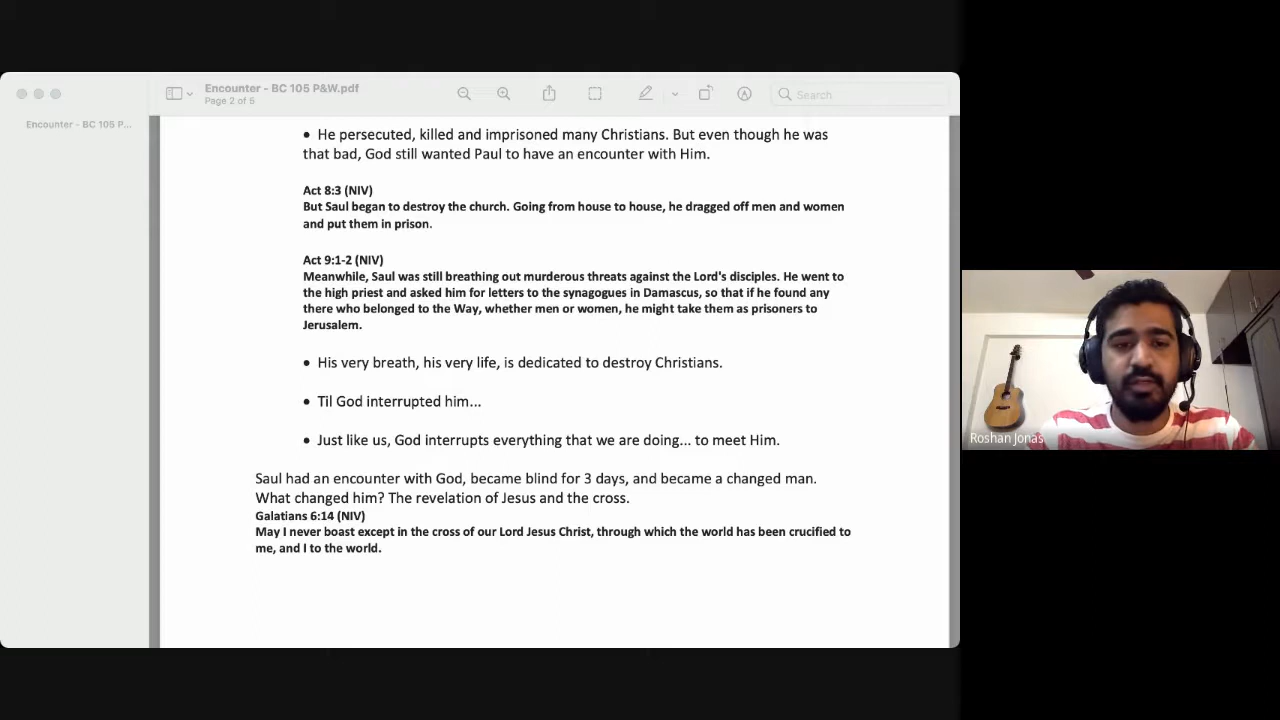 Encounter - BC 105 P&W.pdf
Page 2 of 5
Search
Encounter - BC 105 P...
• He persecuted, killed and imprisoned many Christians. But even though he was
that bad, God still wanted Paul to have an encounter with Him.
Act 8:3 (NIV)
But Saul began to destroy the church. Going from house to house, he dragged off men and women
and put them in prison.
Act 9:1-2 (NIV)
Meanwhile, Saul was still breathing out murderous threats against the Lord's disciples. He went to
the high priest and asked him for letters to the synagogues in Damascus, so that if he found any
there who belonged to the Way, whether men or women, he might take them as prisoners to
Jerusalem.
• His very breath, his very life, is dedicated to destroy Christians.
• Til God interrupted him...
• Just like us, God interrupts everything that we are doing... to meet Him.
Saul had an encounter with God, became blind for 3 days, and became a changed man.
What changed him? The revelation of Jesus and the cross.
Galatians 6:14 (NIV)
May I never boast except in the cross of our Lord Jesus Christ, through which the world has been crucified to
me, and I to the world.
Roshan Jonas